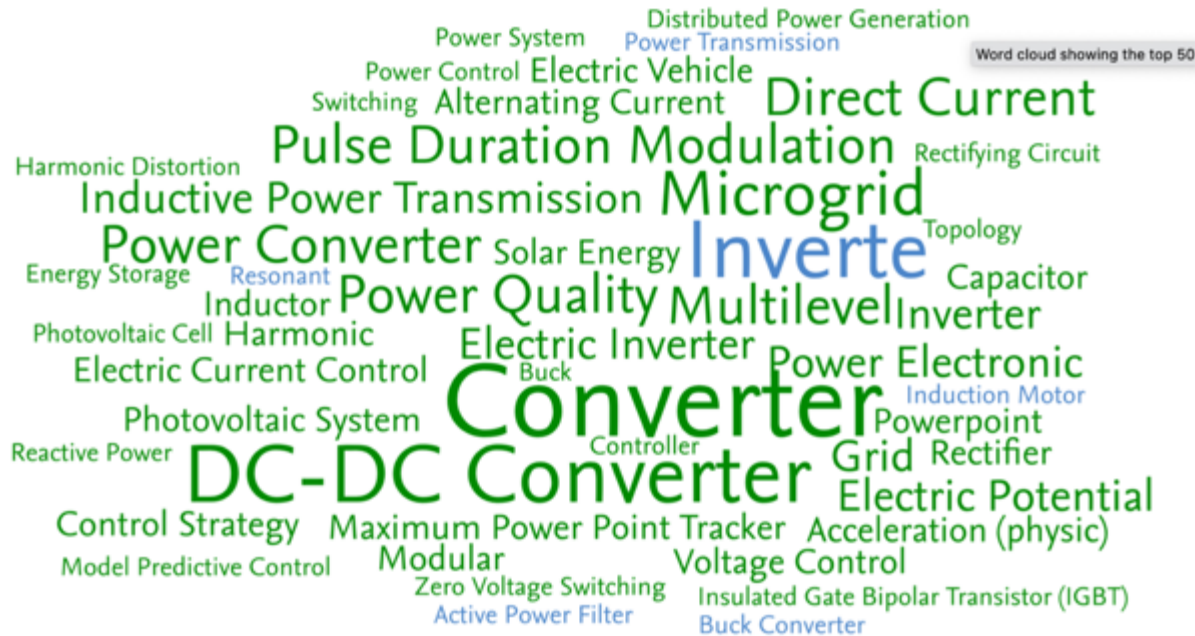 Distributed Power Generation
Power System Power Transmission
Word cloud showing the top 50
Power Control Electric Vehicle
Switching Alternating Current Direct Current
Pulse Duration Modulation Rectifying Circuit
Harmonic Distortion
Inductive Power Transmission Microgrid
Power Converter Solar Energy Inverte Topology
Energy Storage Resonant Capacitor
Inductor Power Quality Multilevel Inverter
Photovoltaic Cell Harmonic Electric Inverter
Electric Current Control Buck Power Electronic
Converter Induction Motor
Photovoltaic System Powerpoint
Reactive Power DC-DC Converter Controller Grid Rectifier
Electric Potential
Control Strategy Maximum Power Point Tracker Acceleration (physic)
Model Predictive Control Modular Voltage Control
Zero Voltage Switching Insulated Gate Bipolar Transistor (IGBT)
Active Power Filter Buck Converter